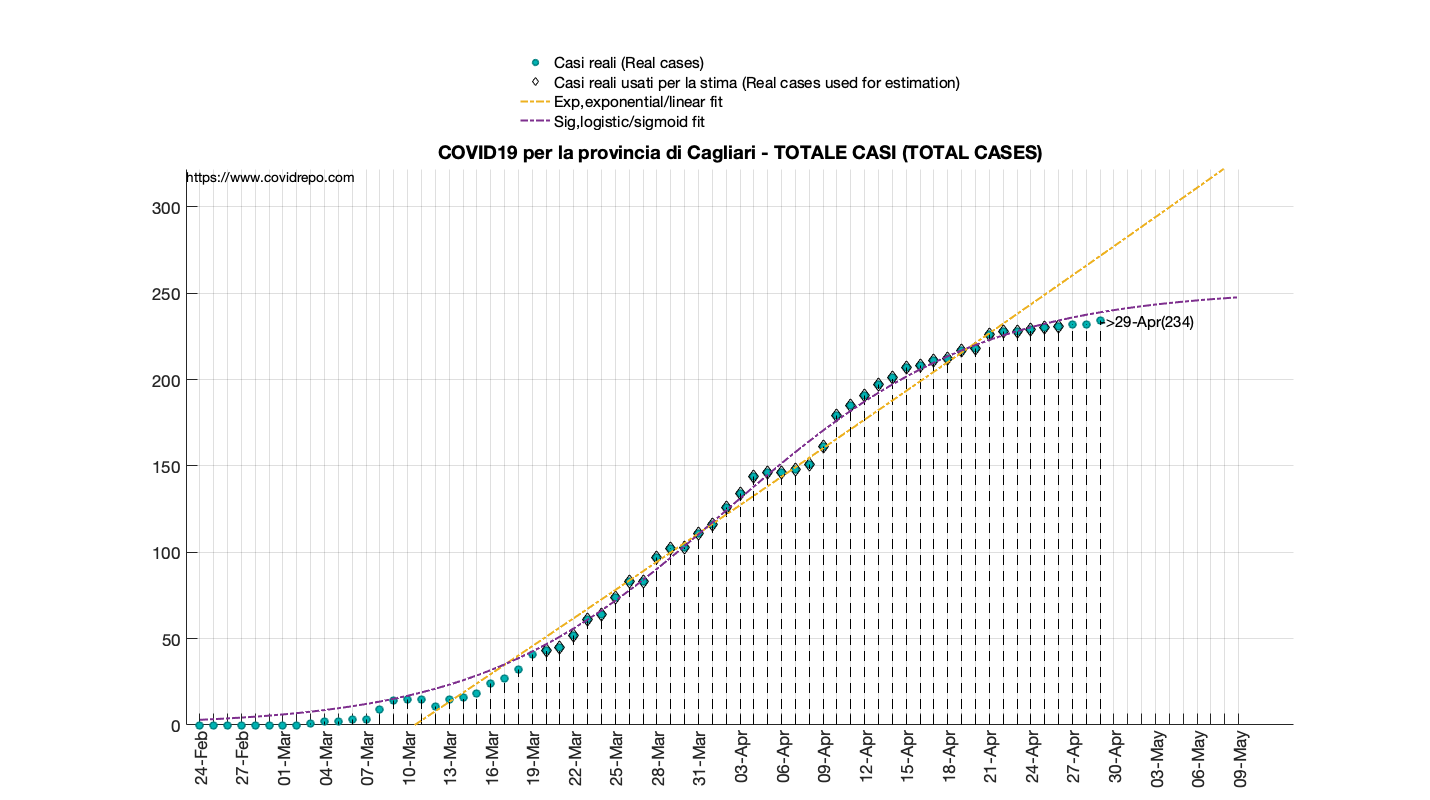 Casi reali (Real cases)
Casi reali usati per la stima (Real cases used for estimation)
Exp,exponential/linear fit
Sig,logistic/sigmoid fit
COVID19 per la provincia di Cagliari - TOTALE CASI (TOTAL CASES)
https://www.covidrepo.com
300
250
200
150
100
50
0
->29-Apr(234)
24-Feb
27-Feb
01-Mar
04-Mar
07-Mar
10-Mar
13-Mar
16-Mar
19-Mar
22-Mar
25-Mar
28-Mar
31-Mar
03-Apr
06-Apr
09-Apr
12-Apr
15-Apr
18-Apr
21-Apr
24-Apr
27-Apr
30-Apr
03-May
06-May
09-May